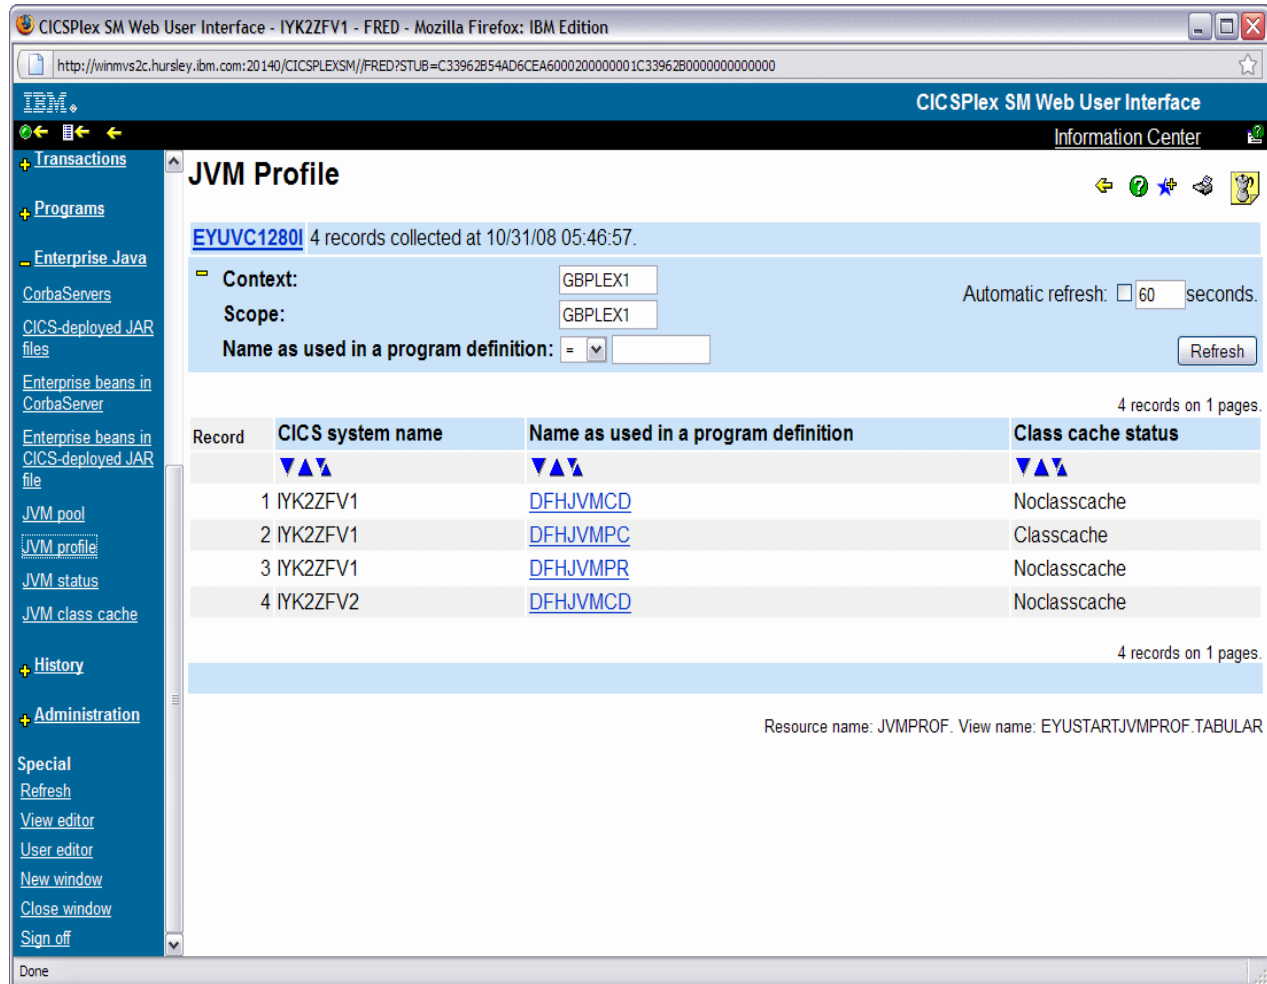 CICSPlex SM Web User Interface - IYK2ZFV1 - FRED - Mozilla Firefox: IBM Edition
http://winmvs2c.hursley.ibm.com:20140/CICSPLEXSM//FRED?STUB=C33962B54AD6CEA6000200000001C33962B0000000000000
IBM.
CICSPlex SM Web User Interface
Information Center
Transactions
Programs
Enterprise Java
CorbaServers
CICS-deployed JAR
files
Enterprise beans in
CorbaServer
Enterprise beans in
CICS-deployed JAR
file
JVM pool
JVM profile
JVM status
JVM class cache
History
Administration
Special
Refresh
View editor
User editor
New window
Close window
Sign off
JVM Profile
EYUVC1280I 4 records collected at 10/31/08 05:46:57.
Context: GBPLEX1
Scope: GBPLEX1
Name as used in a program definition: =
Automatic refresh: 60 seconds.
Refresh
4 records on 1 pages.
Record CICS system name Name as used in a program definition Class cache status
1 IYK2ZFV1 DFHJVMCD Noclasscache
2 IYK2ZFV1 DFHJVMPC Classcache
3 IYK2ZFV1 DFHJVMPR Noclasscache
4 IYK2ZFV2 DFHJVMCD Noclasscache
4 records on 1 pages.
Resource name: JVMPROF. View name: EYUSTARTJVMPROF.TABULAR
Done